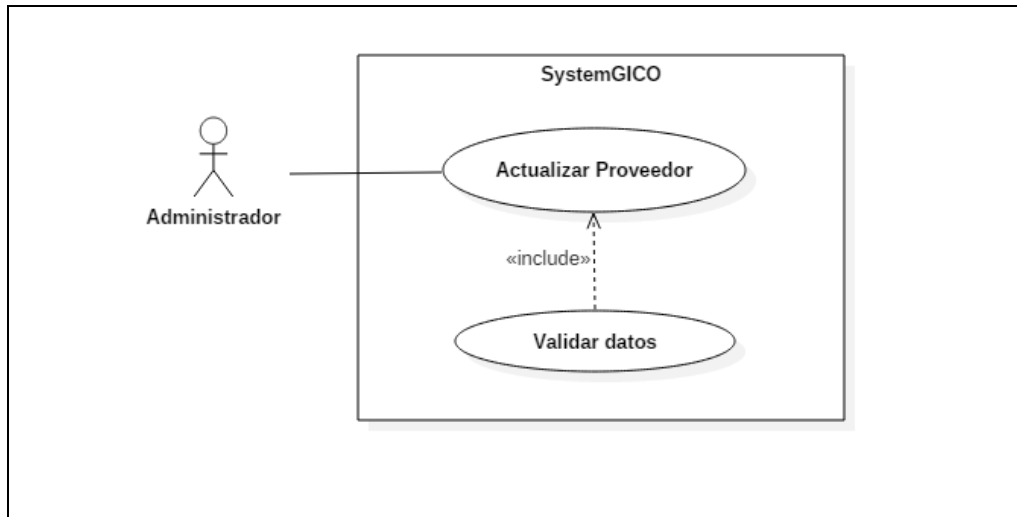 SystemGICO
Actualizar Proveedor
Administrador
«include»
Validar datos